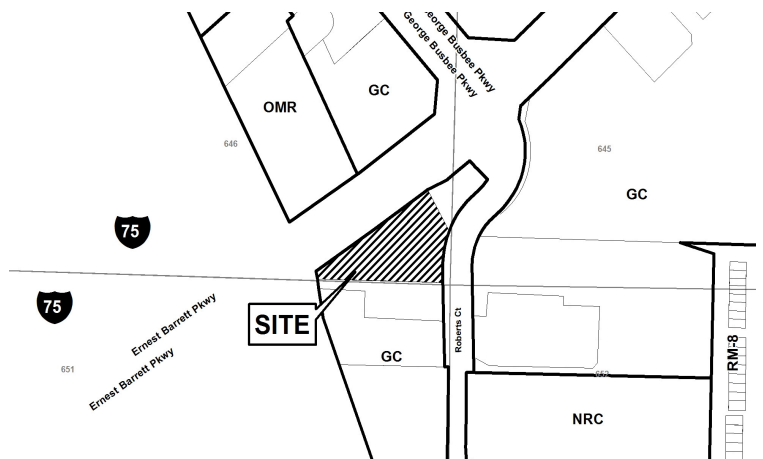 George Busbee Pkwy
George Busbee Pkwy
GC
OMR
646
645
GC
75
75
Ernest Barrett Pkwy
SITE
Roberts Ct
Ernest Barrett Pkwy
GC
651
652
RM-8
NRC